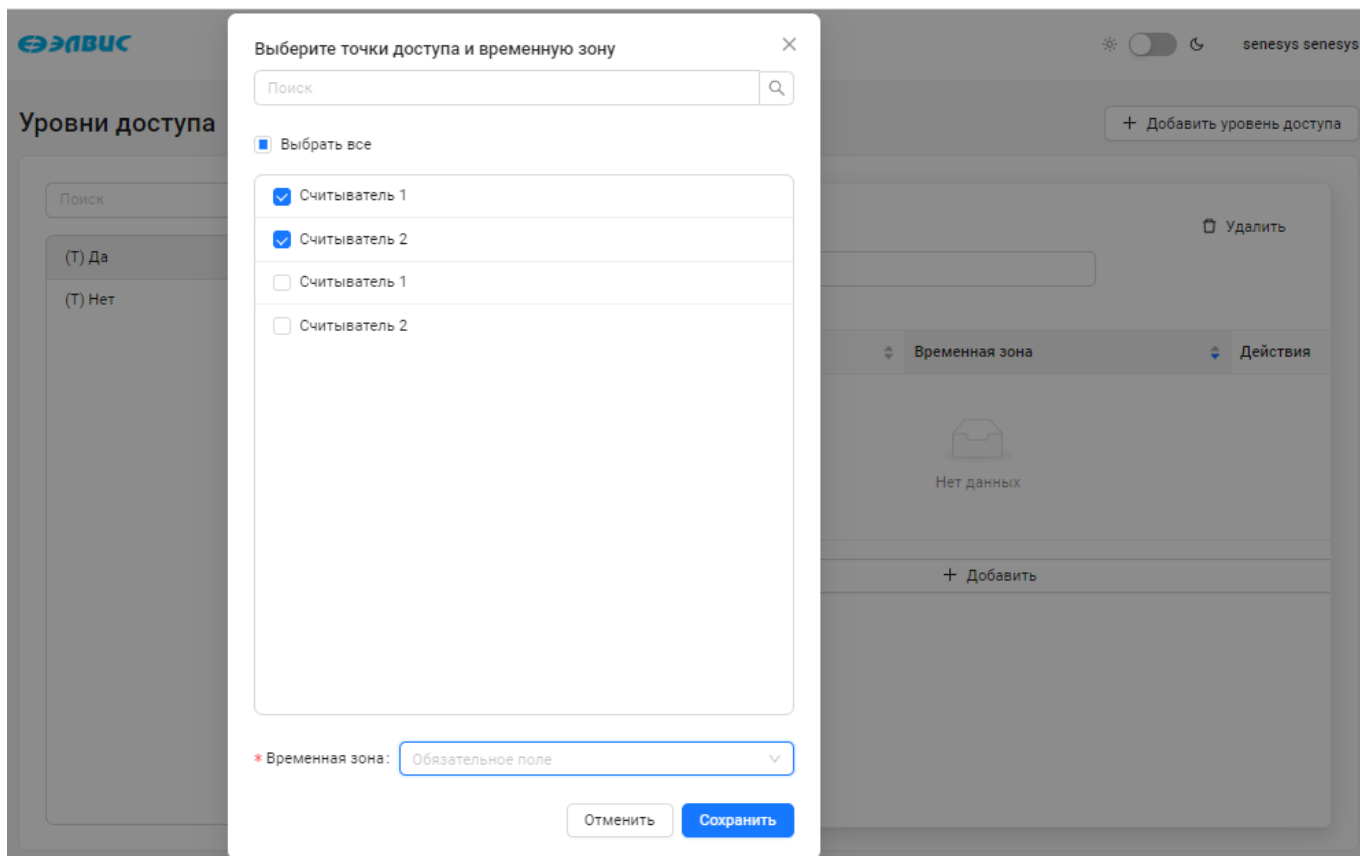 ЭЛВИС
senesys senesys
Уровни доступа
+ Добавить уровень доступа
Поиск
(Т) Да
(Т) Нет
Удалить
Временная зона
Действия
Нет данных
+ Добавить
Выберите точки доступа и временную зону
Поиск
Выбрать все
Считыватель 1
Считыватель 2
Считыватель 1
Считыватель 2
* Временная зона:
Обязательное поле
Отменить
Сохранить